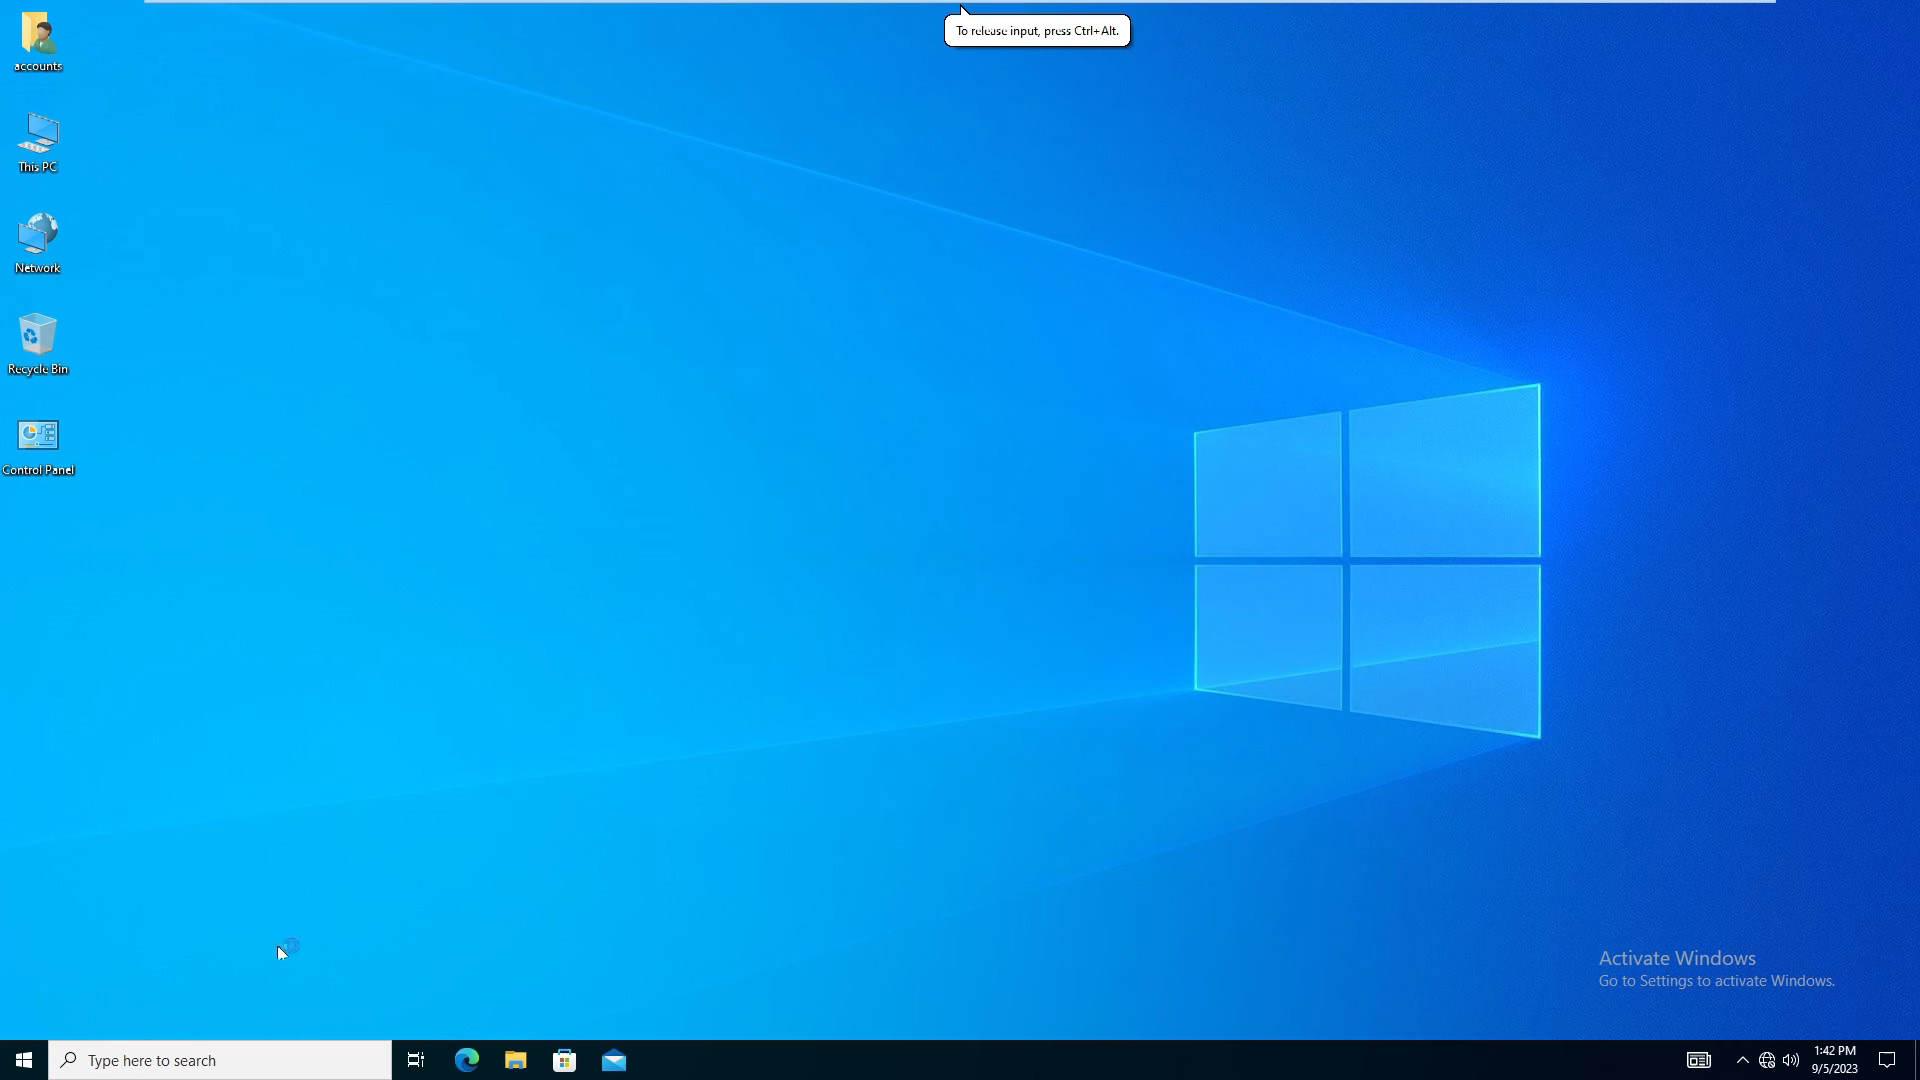 To release input, press Ctrl+Alt.
accounts
This PC
Network
Recycle Bin
Control Panel
Activate Windows
Go to Settings to activate Windows.
Type here to search
1:42 PM
9/5/2023